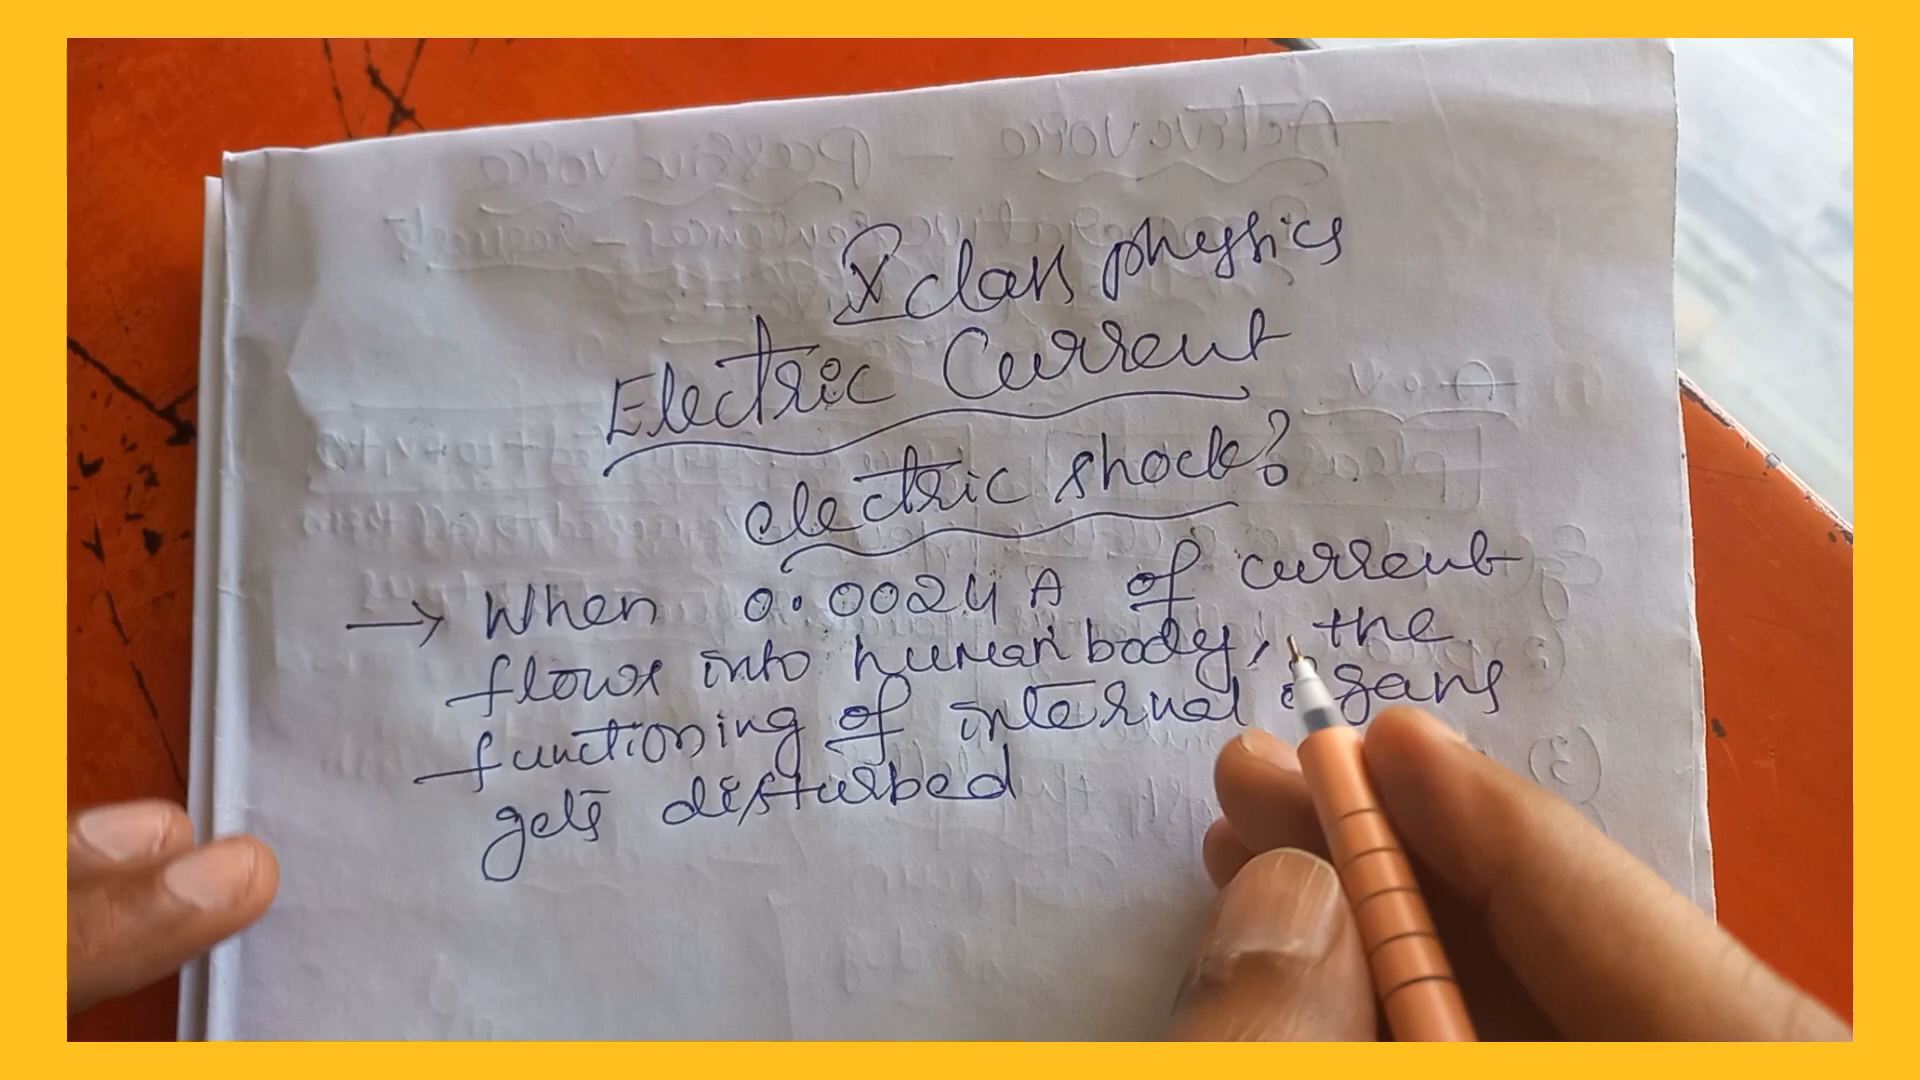 X class physics
Electric Current
electric shock?
→ When 0.0024 A of current
flows into human body, the
functioning of internal organs
gets disturbed